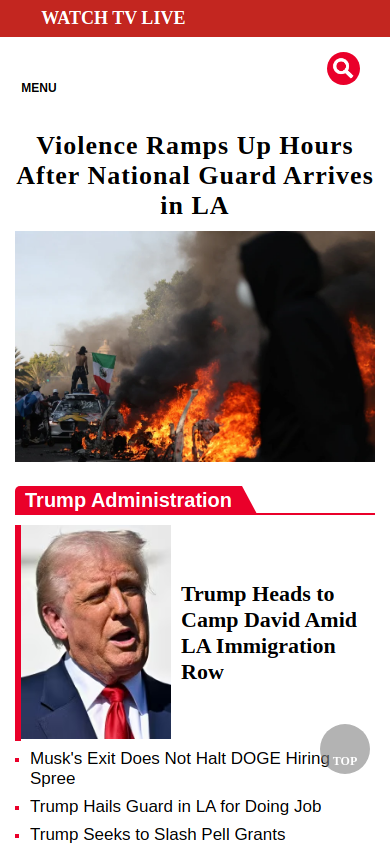 WATCH TV LIVE
MENU
Violence Ramps Up Hours
After National Guard Arrives
in LA
Trump Administration
Trump Heads to
Camp David Amid
LA Immigration
Row
Musk's Exit Does Not Halt DOGE Hiring
Spree
TOP
Trump Hails Guard in LA for Doing Job
Trump Seeks to Slash Pell Grants